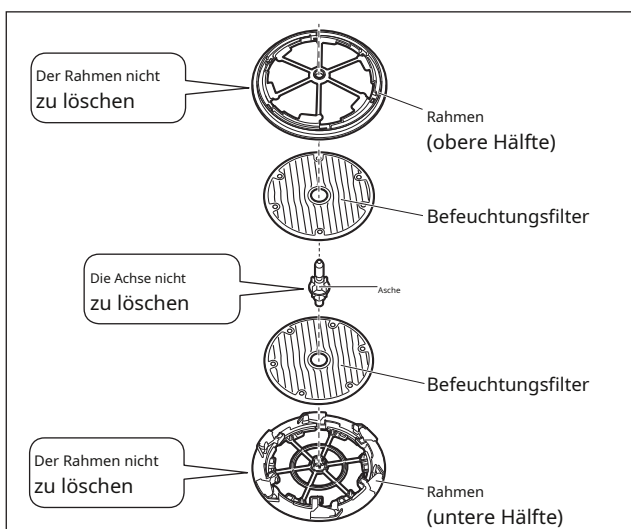 Der Rahmen nicht
zu löschen
Rahmen
(obere Hälfte)
Befeuchtungsfilter
Die Achse nicht
zu löschen
Asche
Befeuchtungsfilter
Der Rahmen nicht
zu löschen
Rahmen
(untere Hälfte)